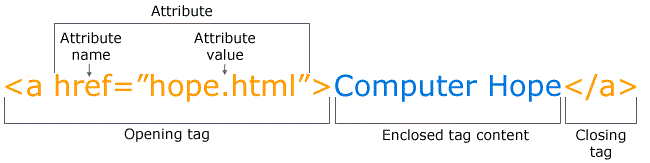 Attribute
Attribute name
Attribute value
<a href=”hope.html”>Computer Hope</a>
Opening tag
Enclosed tag content
Closing tag